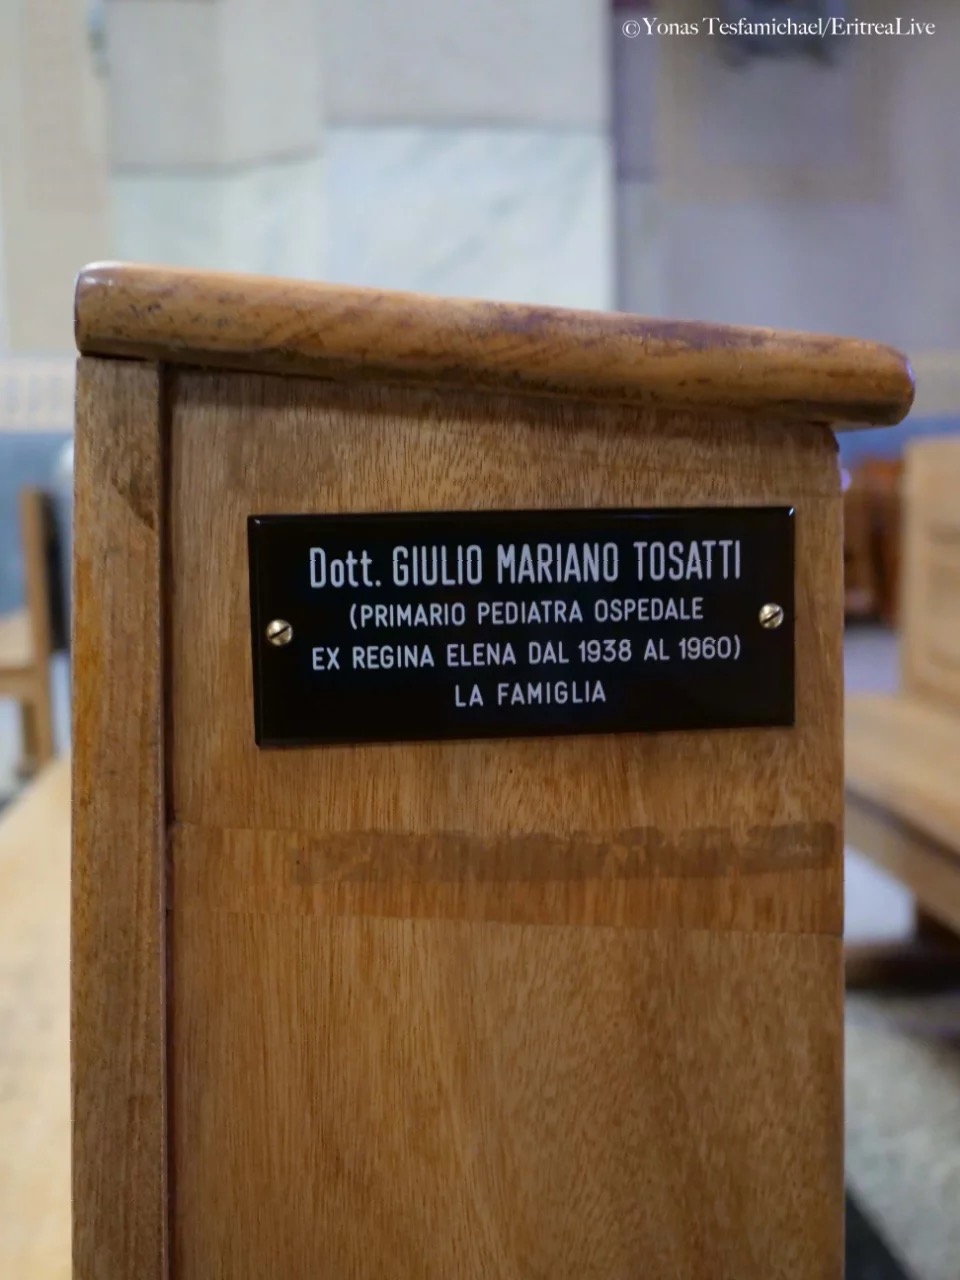 ©Yonas Tesfamichael/EritreaLive
Dott. GIULIO MARIANO TOSATTI
(PRIMARIO PEDIATRA OSPEDALE
EX REGINA ELENA DAL 1938 AL 1960)
LA FAMIGLIA